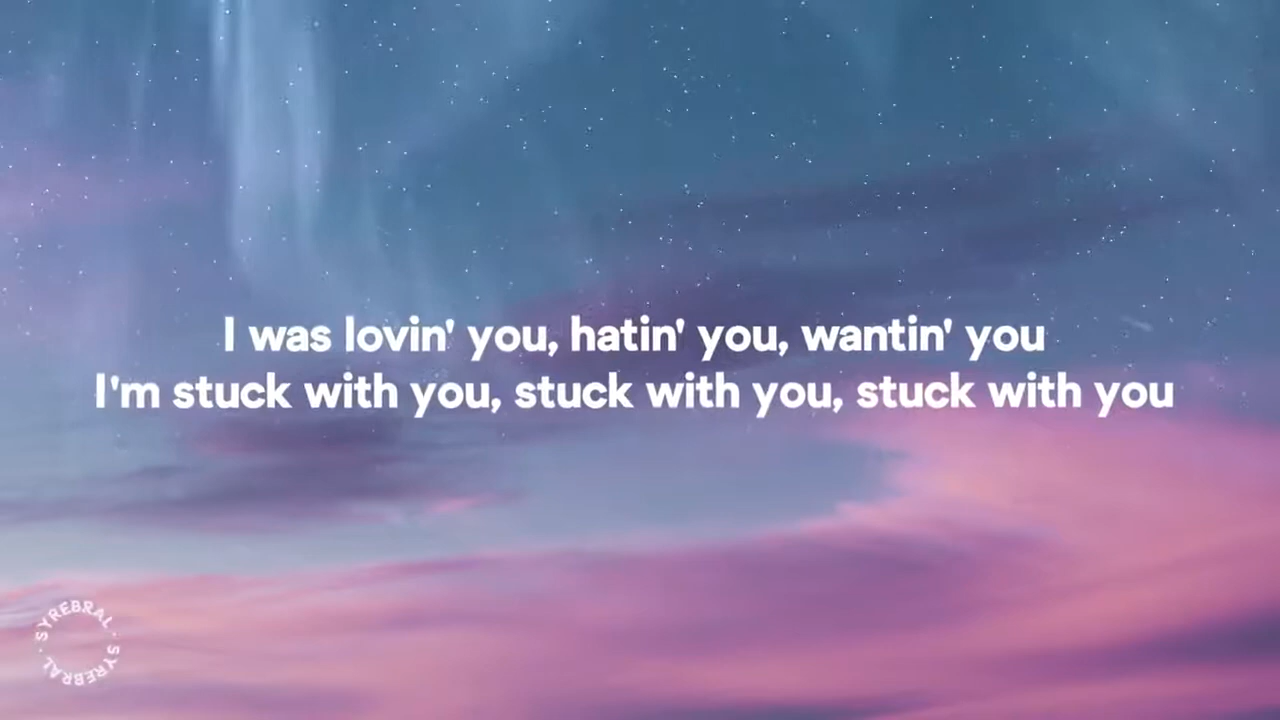 I was lovin' you, hatin' you, wantin' you
I'm stuck with you, stuck with you, stuck with you
SYREBRAL · SYREBRAL ·